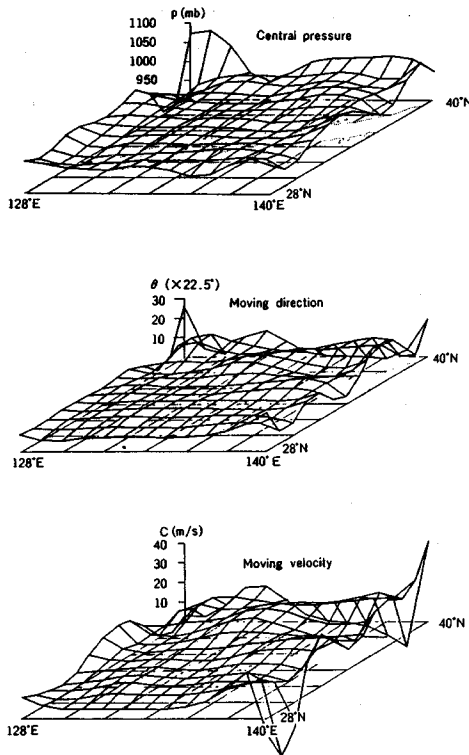 p (mb)
1100
1050
1000
950
Central pressure
40°N
128°E
140°E
28°N
θ (×22.5°)
30
20
10
Moving direction
40°N
128°E
140°E
28°N
C (m/s)
40
30
20
10
Moving velocity
40°N
128°E
140°E
28°N